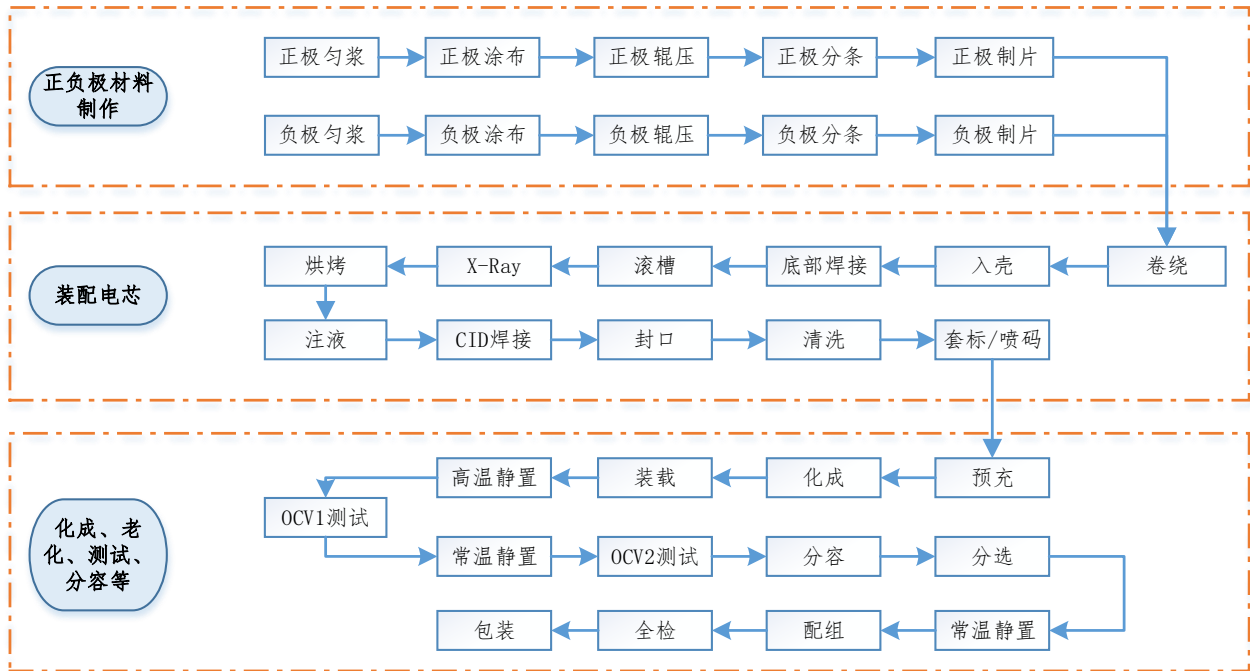 正负极材料
制作
正极匀浆
正极涂布
正极辊压
正极分条
正极制片
负极匀浆
负极涂布
负极辊压
负极分条
负极制片
装配电芯
卷绕
入壳
底部焊接
滚槽
X-Ray
烘烤
注液
CID焊接
封口
清洗
套标/喷码
化成、老
化、测试、
分容等
预充
化成
装载
高温静置
OCV1测试
常温静置
OCV2测试
分容
分选
常温静置
配组
全检
包装